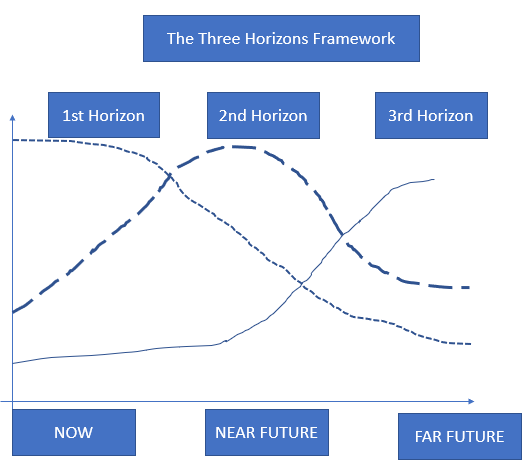 The Three Horizons Framework
1st Horizon
2nd Horizon
3rd Horizon
NOW
NEAR FUTURE
FAR FUTURE